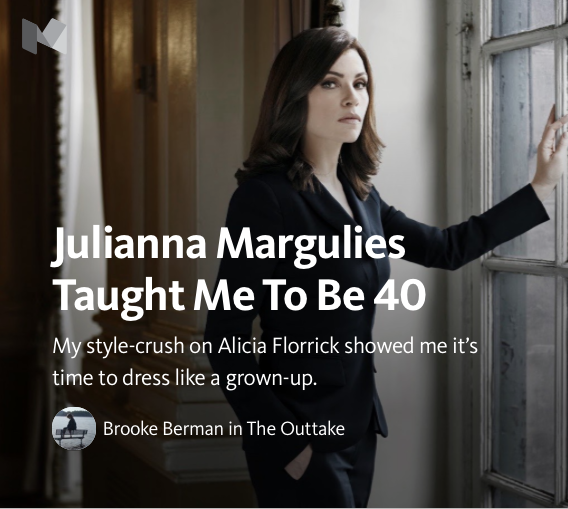 Julianna Margulies
Taught Me To Be 40
My style-crush on Alicia Florrick showed me it’s
time to dress like a grown-up.
Brooke Berman in The Outtake